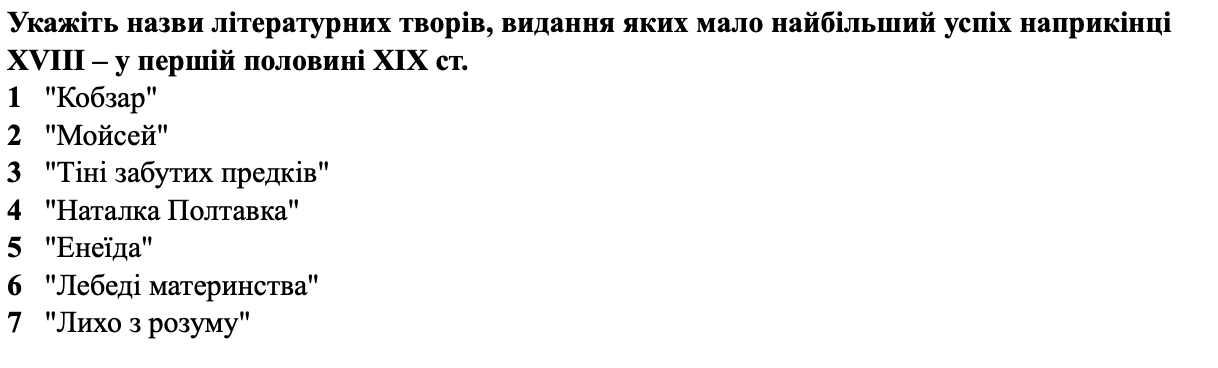 Укажіть назви літературних творів, видання яких мало найбільший успіх наприкінці
XVIII – у першій половині XIX ст.
1 "Кобзар"
2 "Мойсей"
3 "Тіні забутих предків"
4 "Наталка Полтавка"
5 "Енеїда"
6 "Лебеді материнства"
7 "Лихо з розуму"